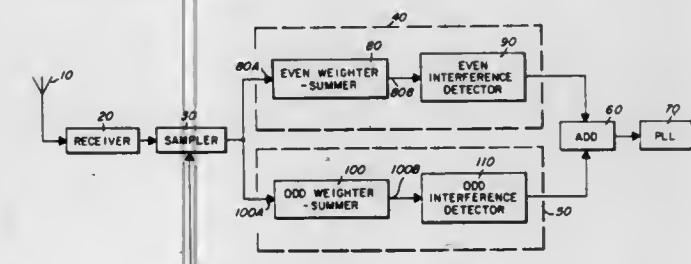 40
10
80
90
80A
EVEN WEIGHTER
-SUMMER
80B
EVEN
INTERFERENCE
DETECTOR
20
30
60
70
RECEIVER
SAMPLER
ADD
PLL
100
100B
110
100A
ODD WEIGHTER
-SUMMER
ODD
INTERFERENCE
DETECTOR
50